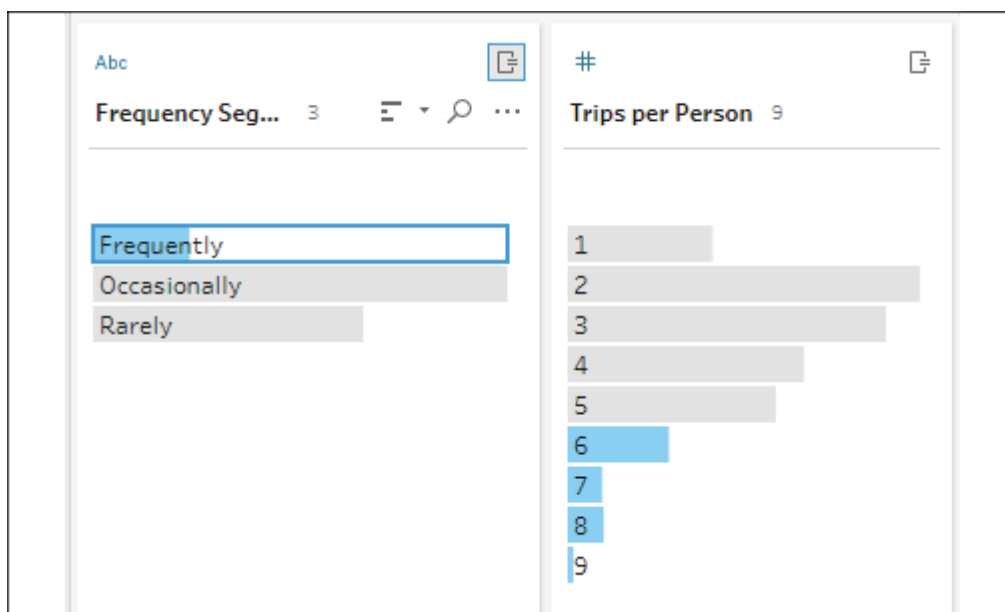 Abc
Frequency Seg... 3
Frequently
Occasionally
Rarely
#
Trips per Person 9
1
2
3
4
5
6
7
8
9